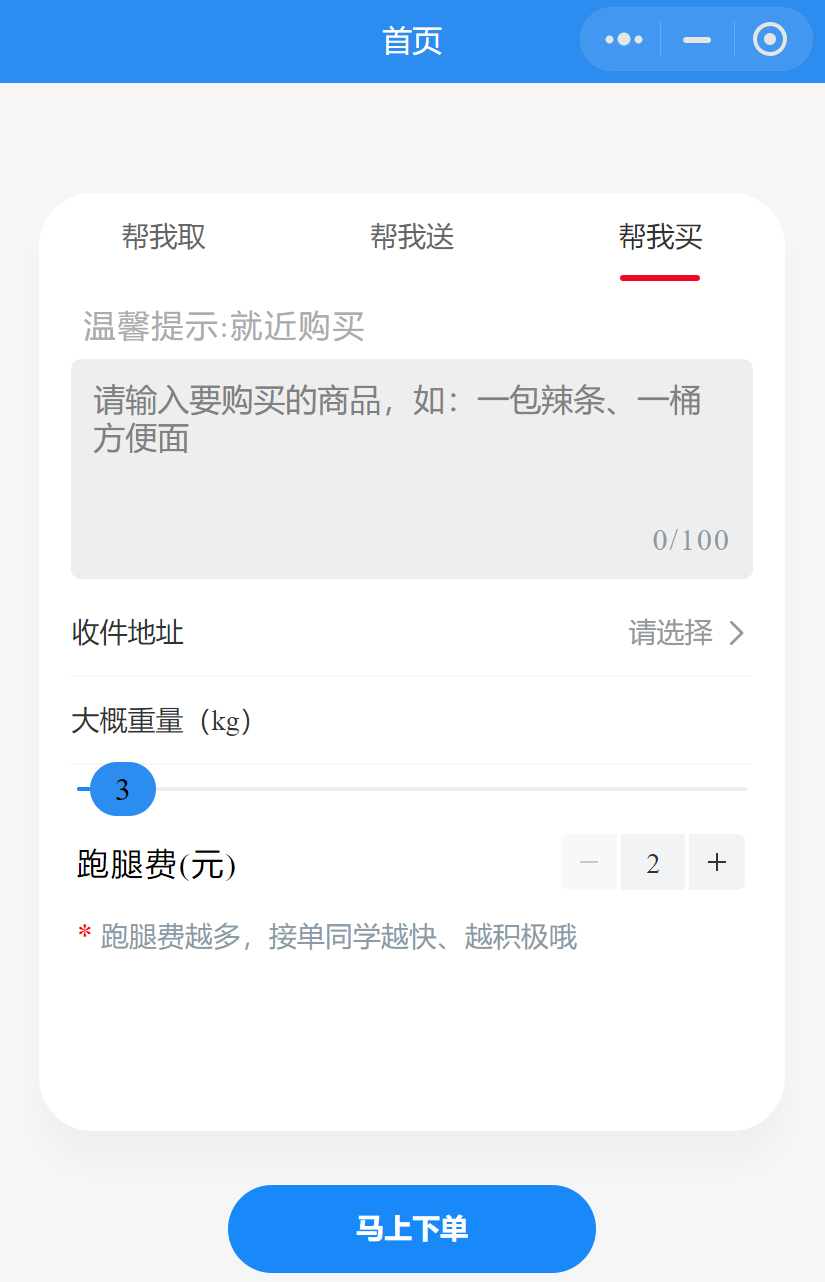 首页
帮我取 帮我送 帮我买
温馨提示:就近购买
请输入要购买的商品，如：一包辣条、一桶
方便面
0/100
收件地址 请选择
大概重量（kg）
3
跑腿费(元) 2
* 跑腿费越多，接单同学越快、越积极哦
马上下单